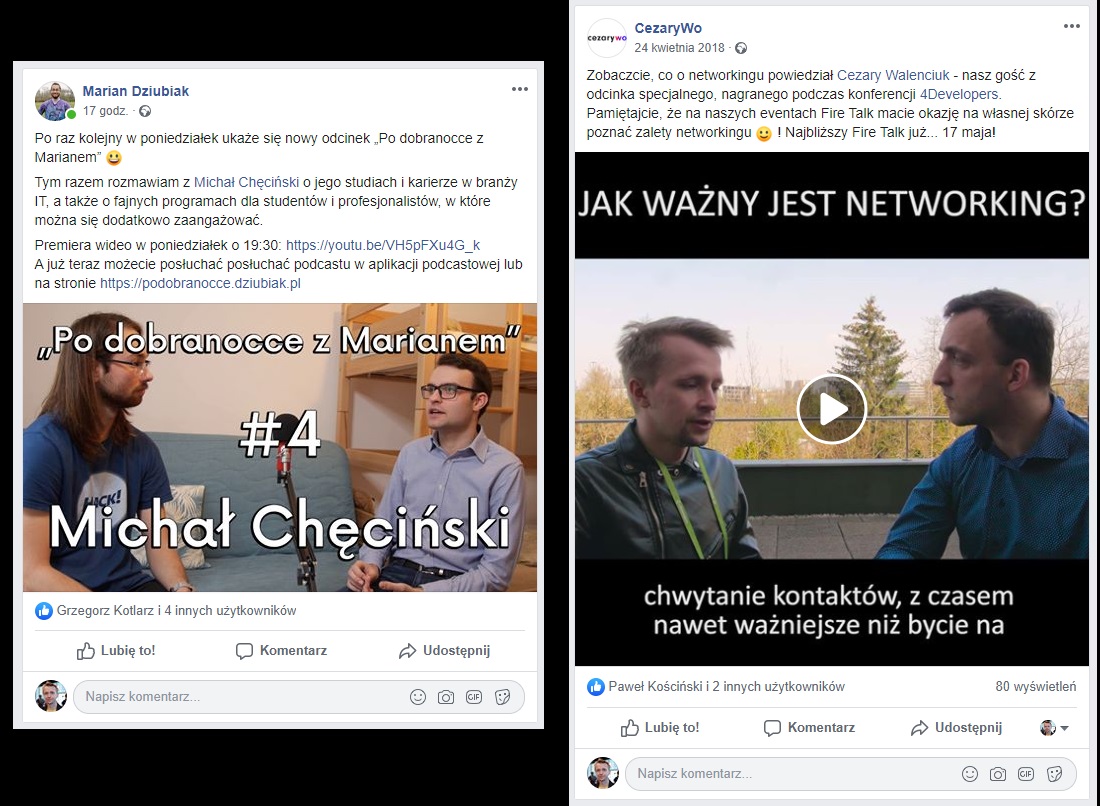 Marian Dziubiak
17 godz. ·
Po raz kolejny w poniedziałek ukaże się nowy odcinek „Po dobranocce z
Marianem”
Tym razem rozmawiam z Michał Chęciński o jego studiach i karierze w branży
IT, a także o fajnych programach dla studentów i profesjonalistów, w które
można się dodatkowo zaangażować.
Premiera wideo w poniedziałek o 19:30: https://youtu.be/VH5pFXu4G_k
A już teraz możecie posłuchać posłuchać podcastu w aplikacji podcastowej lub
na stronie https://podobranocce.dziubiak.pl
„Po dobranocce z Marianem”
#4
HACK!
Michał Chęciński
Grzegorz Kotlarz i 4 innych użytkowników
Lubię to! Komentarz Udostępnij
Napisz komentarz...
GIF
cezarywo
CezaryWo
24 kwietnia 2018 ·
Zobaczcie, co o networkingu powiedział Cezary Walenciuk - nasz gość z
odcinka specjalnego, nagranego podczas konferencji 4Developers.
Pamiętajcie, że na naszych eventach Fire Talk macie okazję na własnej skórze
poznać zalety networkingu ! Najbliższy Fire Talk już... 17 maja!
JAK WAŻNY JEST NETWORKING?
chwytanie kontaktów, z czasem
nawet ważniejsze niż bycie na
Paweł Kościński i 2 innych użytkowników 80 wyświetleń
Lubię to! Komentarz Udostępnij
Napisz komentarz...
GIF